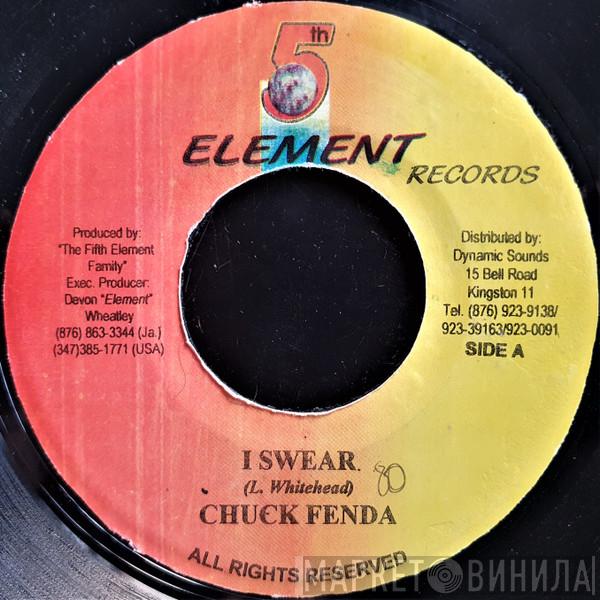 5th
ELEMENT
RECORDS
Produced by:
"The Fifth Element
Family"
Exec. Producer:
Devon "Element"
Wheatley
(876) 863-3344 (Ja.)
(347)385-1771 (USA)
Distributed by:
Dynamic Sounds
15 Bell Road
Kingston 11
Tel. (876) 923-9138/
923-39163/923-0091
SIDE A
I SWEAR
(L. Whitehead)
80
CHUCK FENDA
ALL RIGHTS RESERVED
МАРКЕТ ВИНИЛА